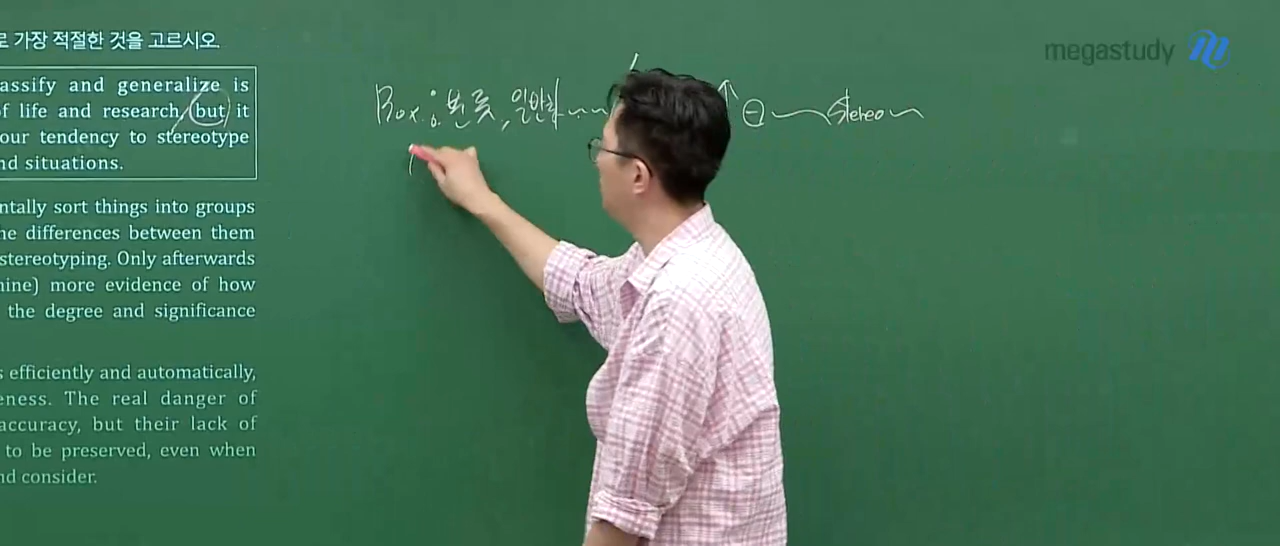 로 가장 적절한 것을 고르시오.
megastudy
assify and generalize is
of life and research, but it
our tendency to stereotype
nd situations.
Box : 분류, 일반화 ⊖ stereo
ntally sort things into groups
he differences between them
stereotyping. Only afterwards
nine) more evidence of how
the degree and significance
s efficiently and automatically,
eness. The real danger of
accuracy, but their lack of
to be preserved, even when
nd consider.